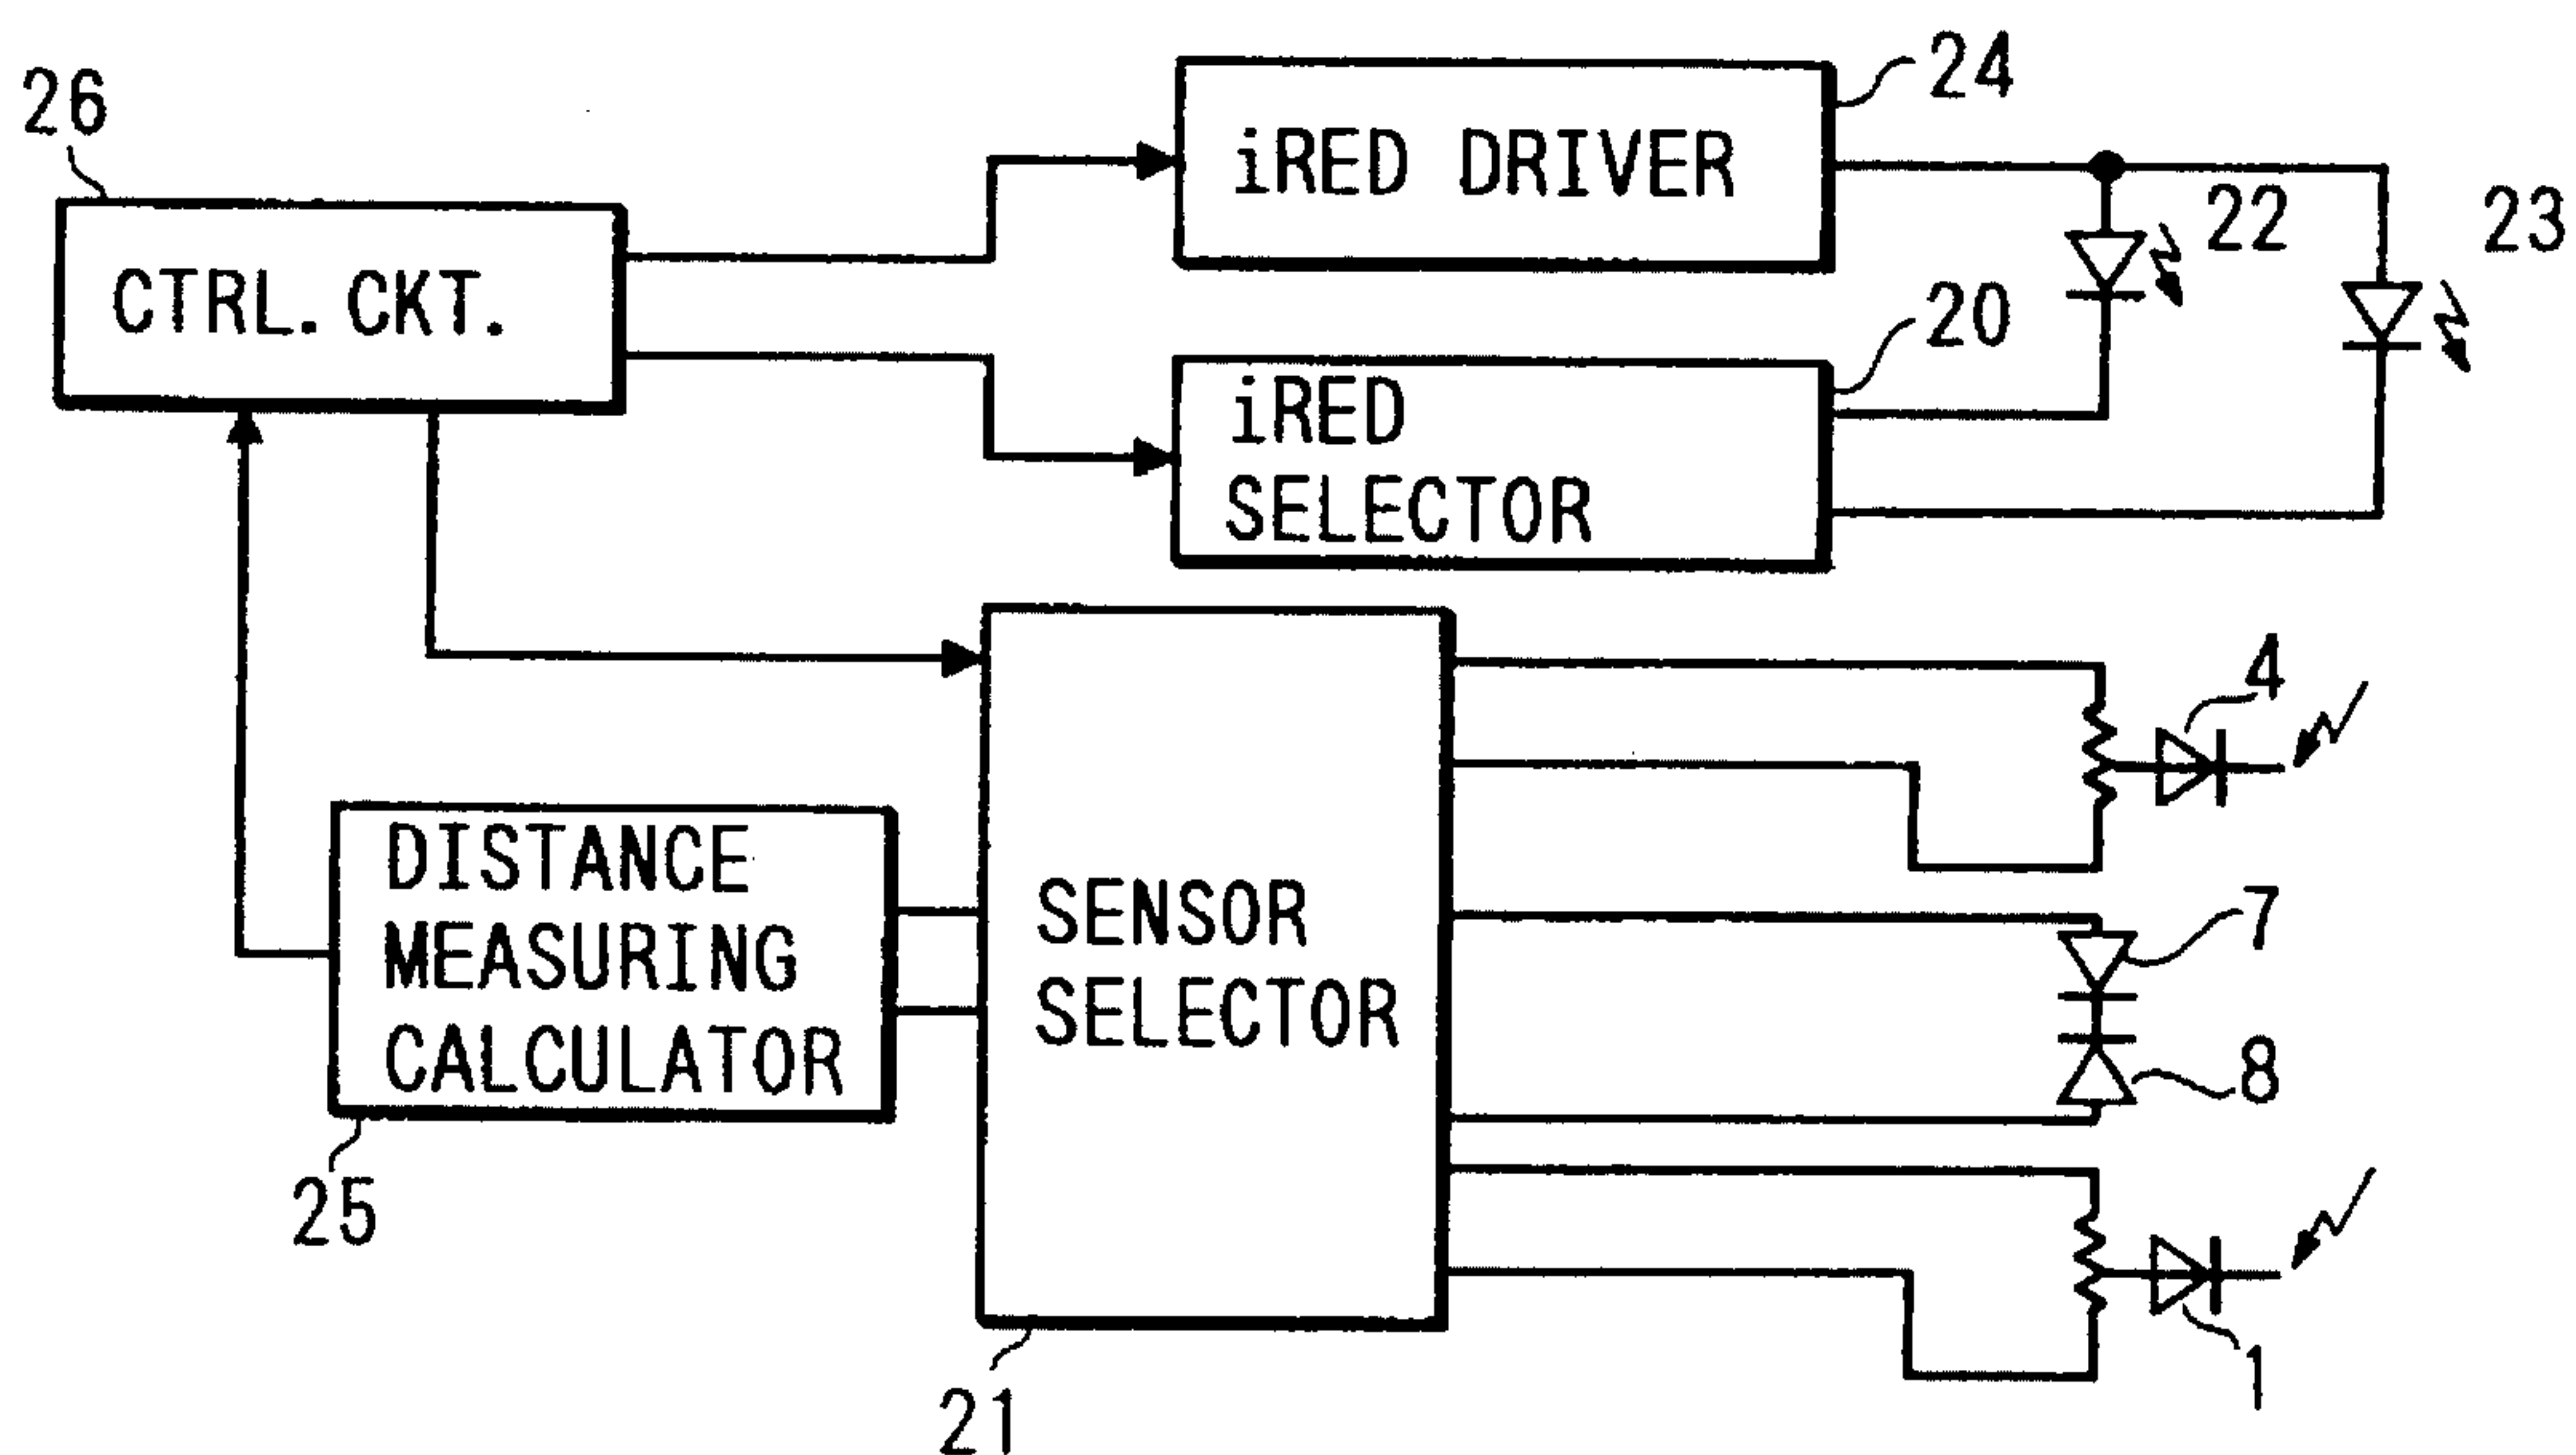 26
CTRL. CKT.
iRED DRIVER
24
22
23
iRED
SELECTOR
20
SENSOR
SELECTOR
21
DISTANCE
MEASURING
CALCULATOR
25
4
7
8
1